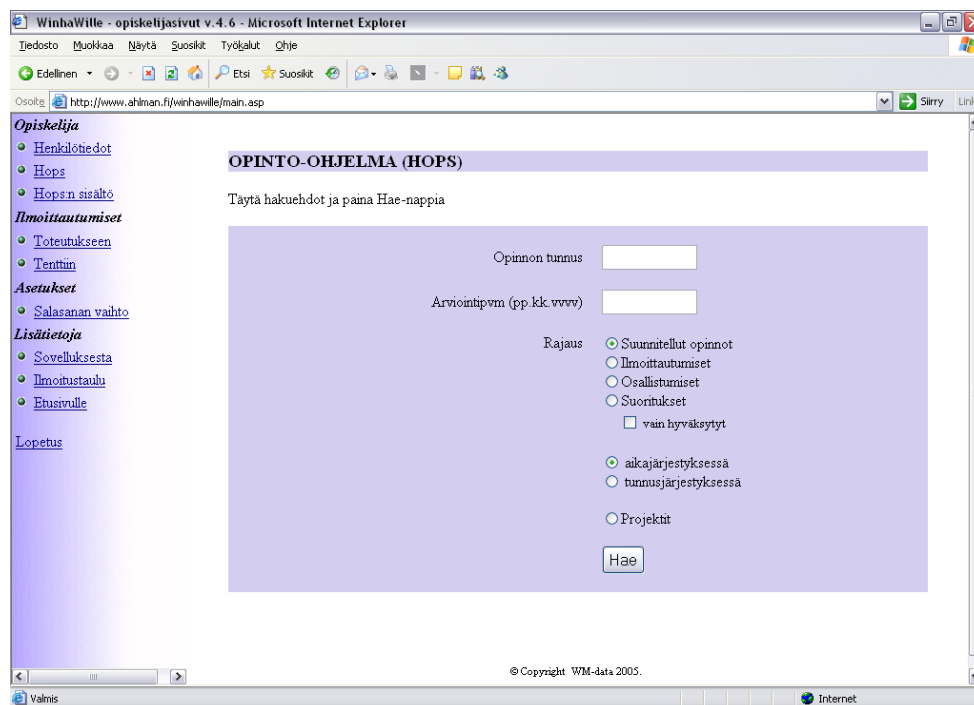 WinhaWille - opiskelijasivut v.4.6 - Microsoft Internet Explorer
Tiedosto Muokkaa Näytä Suosikit Työkalut Ohje
Edellinen Etsi Suosikit
Osoite http://www.ahlman.fi/winhawille/main.asp Siirry Link
Opiskelija
Henkilötiedot
Hops
Hops:n sisältö
Ilmoittautumiset
Toteutukseen
Tenttiin
Asetukset
Salasanan vaihto
Lisätietoja
Sovelluksesta
Ilmoitustaulu
Etusivulle
Lopetus
OPINTO-OHJELMA (HOPS)
Täytä hakuehdot ja paina Hae-nappia
Opinnon tunnus
Arviointipvm (pp.kk.vvvv)
Rajaus Suunnitellut opinnot
Ilmoittautumiset
Osallistumiset
Suoritukset
vain hyväksytyt
aikajärjestyksessä
tunnusjärjestyksessä
Projektit
Hae
© Copyright WM-data 2005.
Valmis Internet